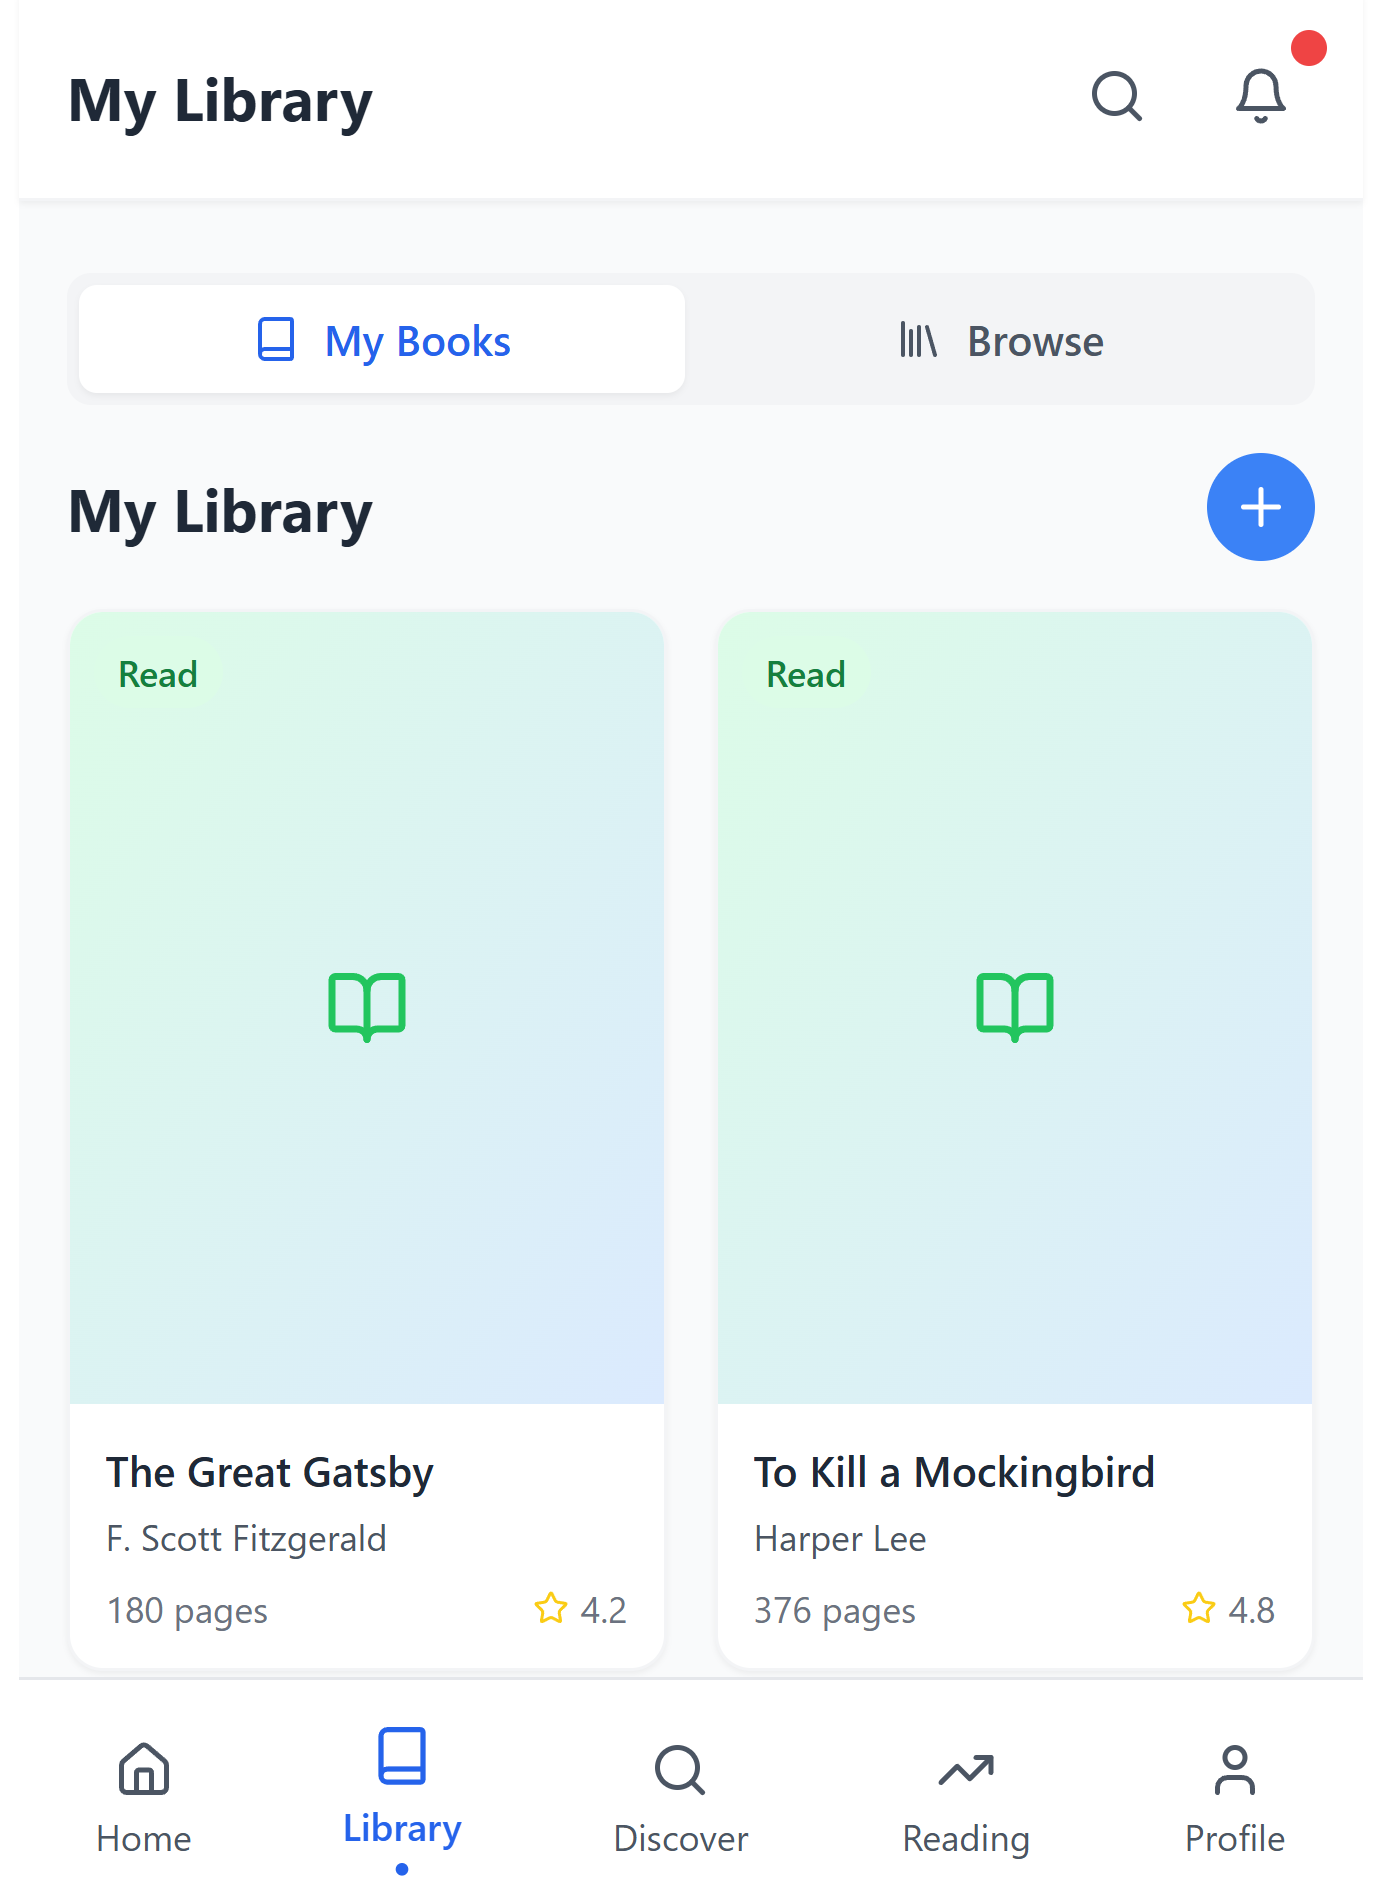 My Library
My Books
Browse
My Library
Read
Read
The Great Gatsby
F. Scott Fitzgerald
180 pages
4.2
To Kill a Mockingbird
Harper Lee
376 pages
4.8
Home
Library
Discover
Reading
Profile